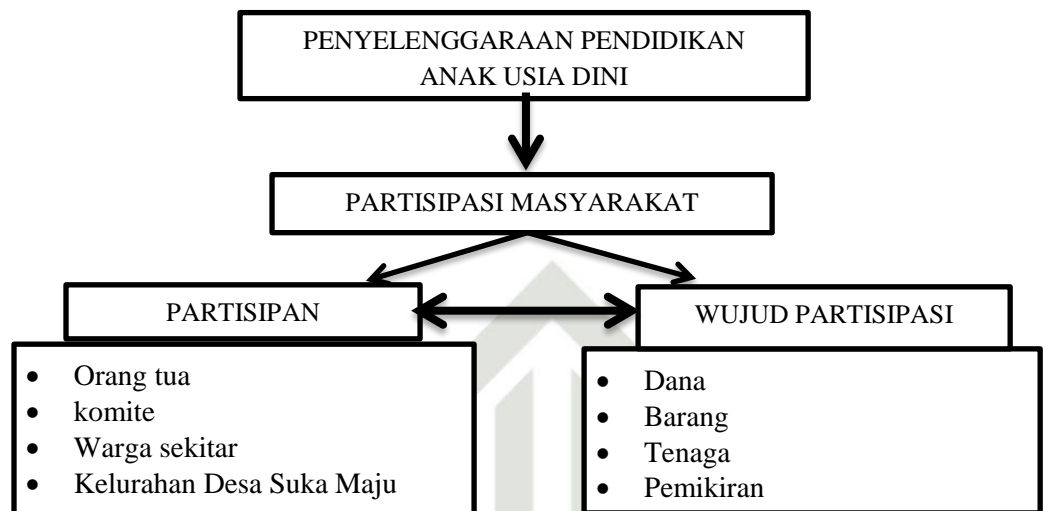 PENYELENGGARAAN PENDIDIKAN
ANAK USIA DINI
PARTISIPASI MASYARAKAT
PARTISIPAN
• Orang tua
• komite
• Warga sekitar
• Kelurahan Desa Suka Maju
WUJUD PARTISIPASI
• Dana
• Barang
• Tenaga
• Pemikiran